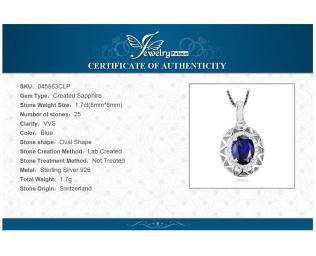 Jewelry Palace
CERTIFICATE OF AUTHENTICITY
SKU: 045863CLP
Gem Type: Created Sapphire
Stone Weight Size: 1.7ct(8mm*6mm)
Number of stones: 25
Clarity: VVS
Color: Blue
Stone shape: Oval Shape
Stone Creation Method: Lab Created
Stone Treatment Method: Not Treated
Metal: Sterling Silver 925
Total Weight: 1.7g
Stone Origin: Switzerland